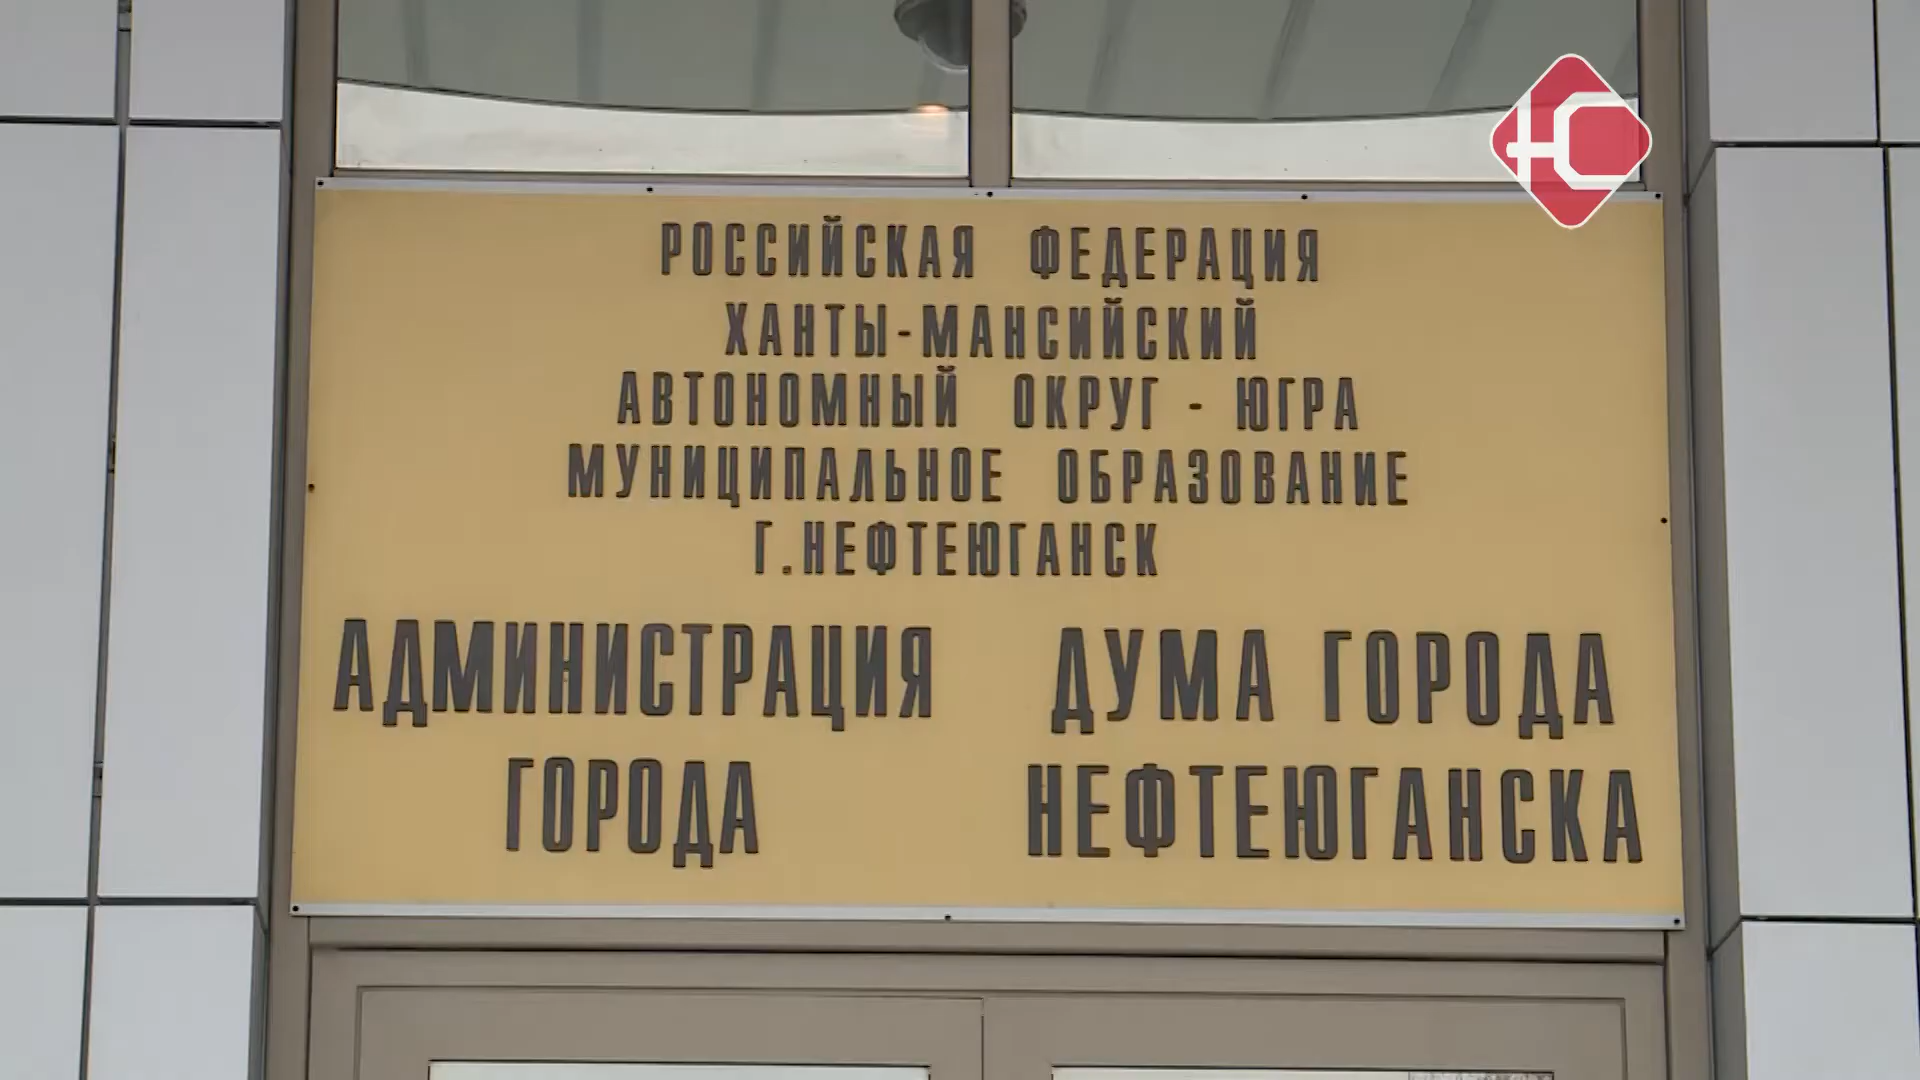 РОССИЙСКАЯ ФЕДЕРАЦИЯ
ХАНТЫ-МАНСИЙСКИЙ
АВТОНОМНЫЙ ОКРУГ - ЮГРА
МУНИЦИПАЛЬНОЕ ОБРАЗОВАНИЕ
Г.НЕФТЕЮГАНСК
АДМИНИСТРАЦИЯ
ГОРОДА
ДУМА ГОРОДА
НЕФТЕЮГАНСКА